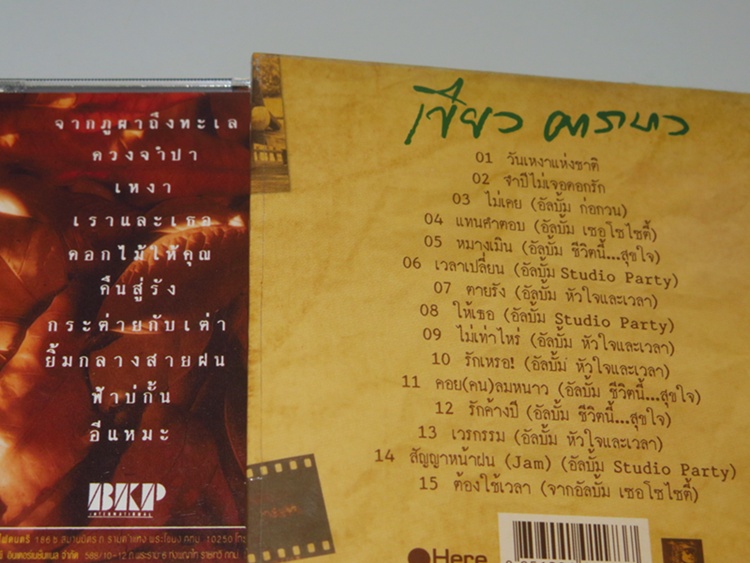 จากภูผาถึงทะเล
ดวงจำปา
เหงา
เราและเธอ
ดอกไม้ให้คุณ
คืนสู่รัง
กระต่ายกับเต่า
ยิ้มกลางสายฝน
ฟ้าบ่กั้น
อีแหมะ
BKP
INTERNATIONAL
เขียว คาราบาว
01 วันเหงาแห่งชาติ
02 จำปีไม่เจอดอกรัก
03 ไม่เคย (อัลบั้ม ก่อกวน)
04 แทนคำตอบ (อัลบั้ม เซอโซไซตี้)
05 หมางเมิน (อัลบั้ม ชีวิตนี้...สุขใจ)
06 เวลาเปลี่ยน (อัลบั้ม Studio Party)
07 ตายรัง (อัลบั้ม หัวใจและเวลา)
08 ให้เธอ (อัลบั้ม Studio Party)
09 ไม่เท่าไหร่ (อัลบั้ม หัวใจและเวลา)
10 รักเหรอ! (อัลบั้ม หัวใจและเวลา)
11 คอย(คน)ลมหนาว (อัลบั้ม ชีวิตนี้...สุขใจ)
12 รักค้างปี (อัลบั้ม ชีวิตนี้...สุขใจ)
13 เวรกรรม (อัลบั้ม หัวใจและเวลา)
14 สัญญาหน้าฝน (Jam) (อัลบั้ม Studio Party)
15 ต้องใช้เวลา (จากอัลบั้ม เซอโซไซตี้)
Here